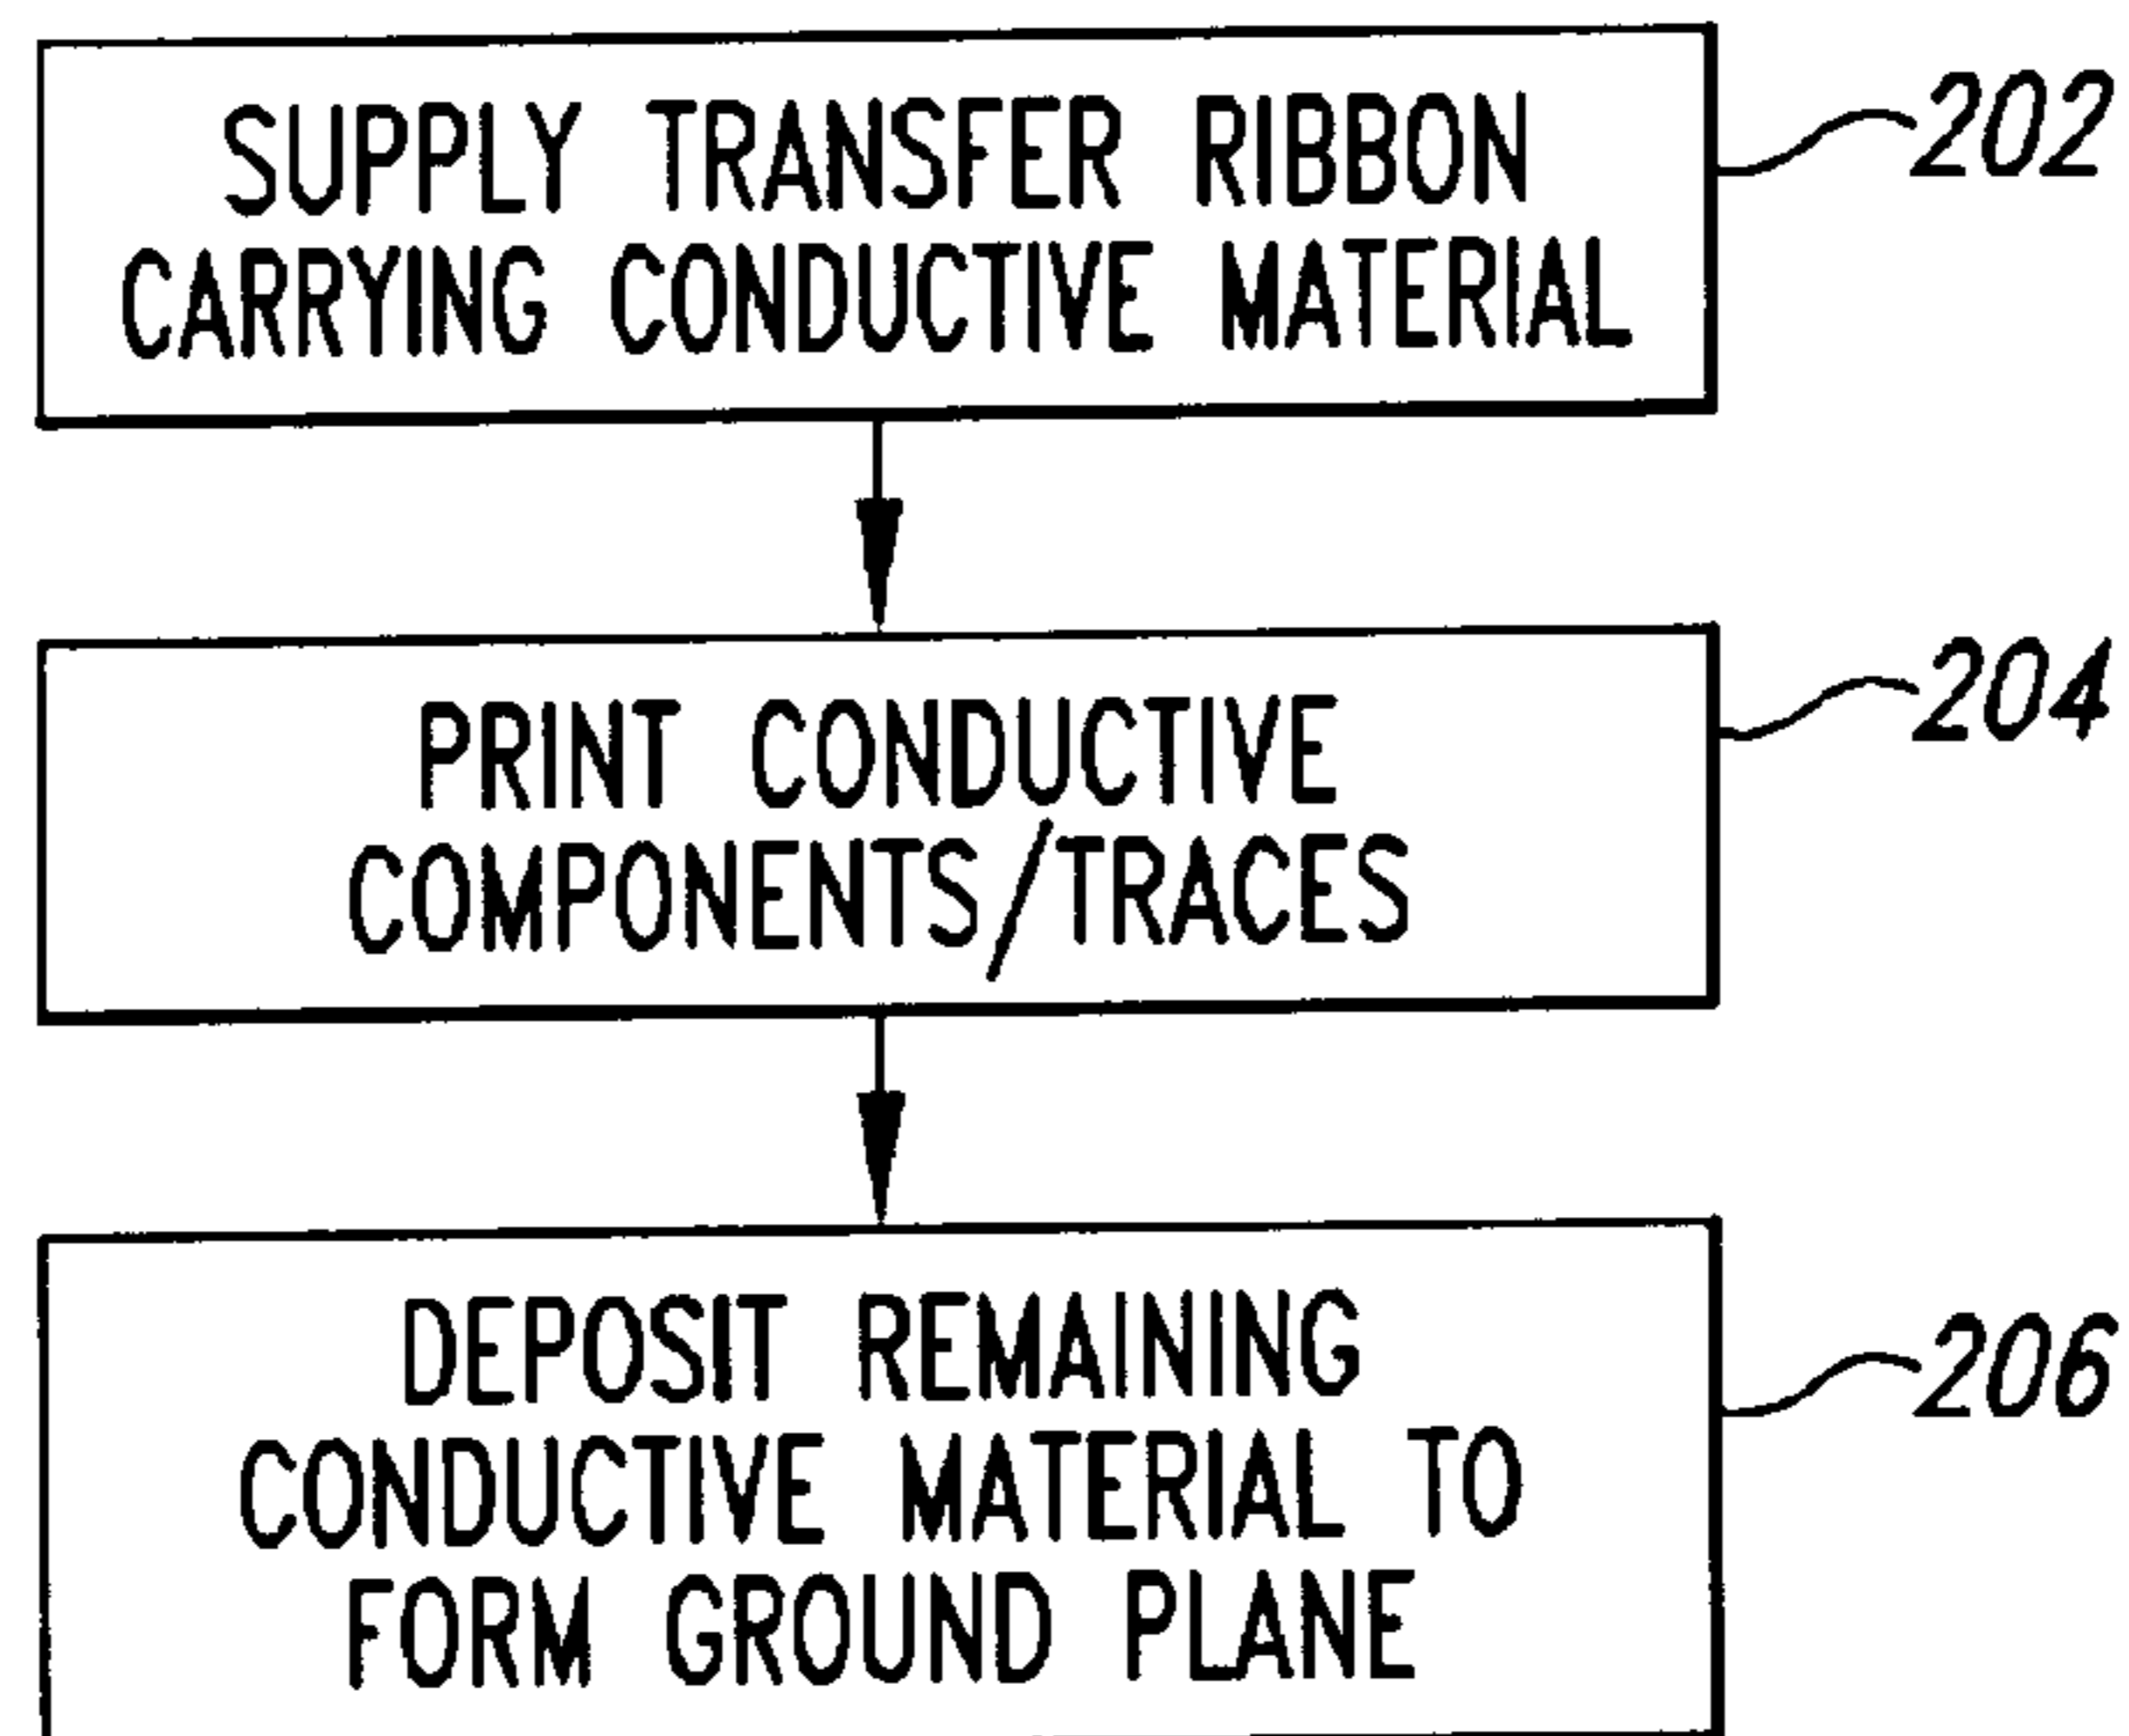 SUPPLY TRANSFER RIBBON
CARRYING CONDUCTIVE MATERIAL
202
PRINT CONDUCTIVE
COMPONENTS/TRACES
204
DEPOSIT REMAINING
CONDUCTIVE MATERIAL TO
FORM GROUND PLANE
206